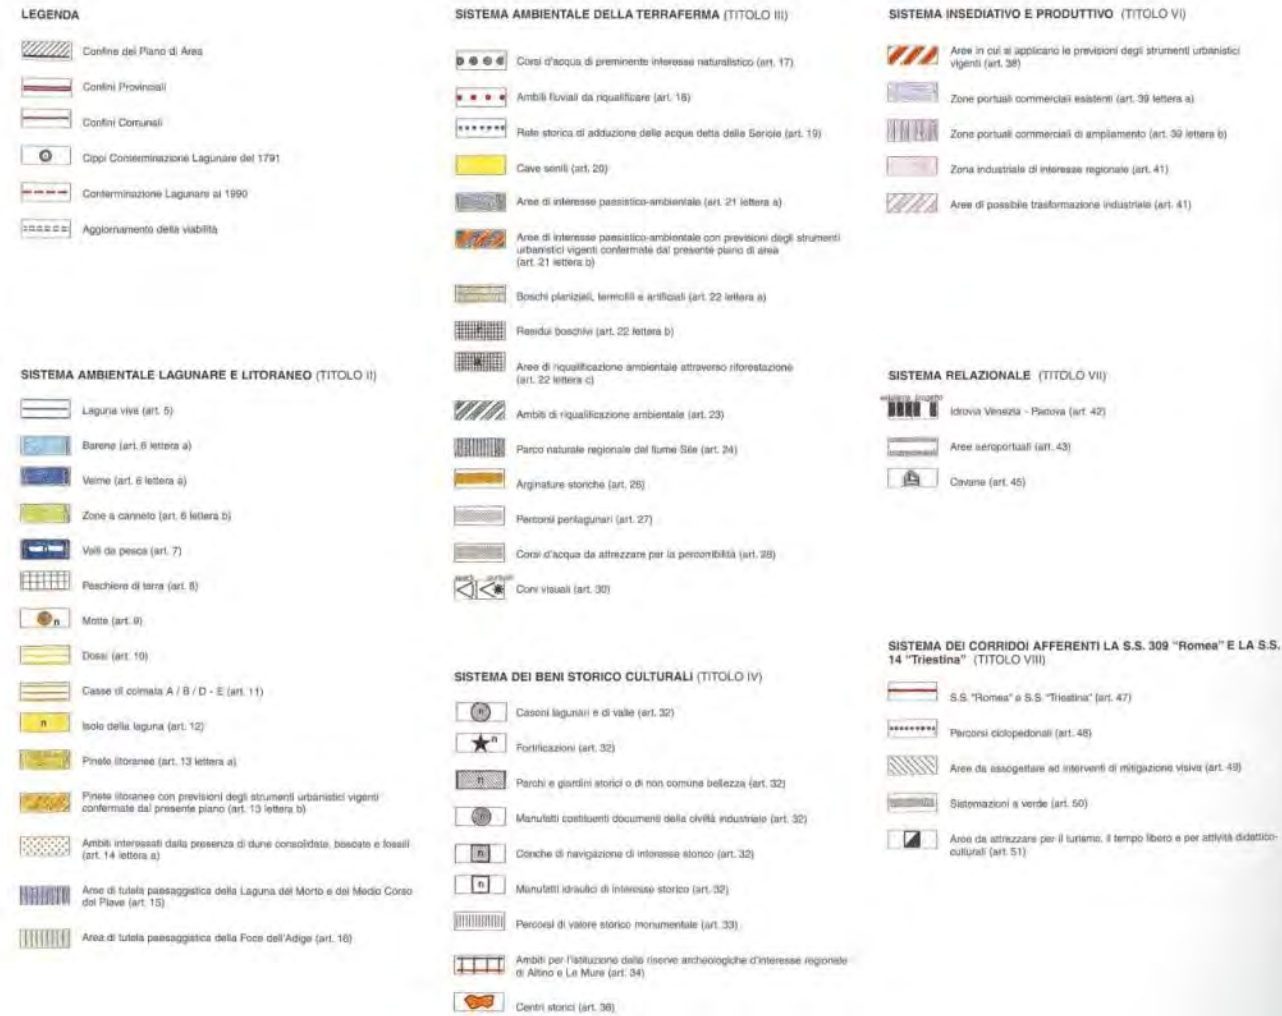 LEGENDA
Confine del Piano di Area
Confini Provinciali
Confini Comunali
Cippi Conterminazione Lagunare del 1791
Conterminazione Lagunare al 1990
Aggiornamento della viabilità
SISTEMA AMBIENTALE LAGUNARE E LITORANEO (TITOLO II)
Laguna viva (art. 5)
Barene (art. 6 lettera a)
Velme (art. 6 lettera a)
Zone a canneto (art. 6 lettera b)
Valli da pesca (art. 7)
Peschiere di terra (art. 8)
n
Motte (art. 9)
Dossi (art. 10)
Casse di colmata A / B / D - E (art. 11)
n
Isole della laguna (art. 12)
Pinete litoranee (art. 13 lettera a)
Pinete litoranee con previsioni degli strumenti urbanistici vigenti
confermate dal presente piano (art. 13 lettera b)
Ambiti interessati dalla presenza di dune consolidate, boscate e fossili
(art. 14 lettera a)
Aree di tutela paesaggistica della Laguna del Morto e del Medio Corso
del Piave (art. 15)
Area di tutela paesaggistica della Foce dell'Adige (art. 16)
SISTEMA AMBIENTALE DELLA TERRAFERMA (TITOLO III)
Corsi d'acqua di preminente interesse naturalistico (art. 17)
Ambiti fluviali da riqualificare (art. 18)
Rete storica di adduzione delle acque detta della Seriola (art. 19)
Cave senili (art. 20)
Aree di interesse paesistico-ambientale (art. 21 lettera a)
Aree di interesse paesistico-ambientale con previsioni degli strumenti
urbanistici vigenti confermate dal presente piano di area
(art. 21 lettera b)
Boschi planiziali, termofili e artificiali (art. 22 lettera a)
Residui boschivi (art. 22 lettera b)
Aree di riqualificazione ambientale attraverso riforestazione
(art. 22 lettera c)
Ambiti di riqualificazione ambientale (art. 23)
Parco naturale regionale del fiume Sile (art. 24)
Arginature storiche (art. 26)
Percorsi perilagunari (art. 27)
Corsi d'acqua da attrezzare per la percorribilità (art. 28)
Coni visuali (art. 30)
SISTEMA DEI BENI STORICO CULTURALI (TITOLO IV)
n
Casoni lagunari e di valle (art. 32)
n
Fortificazioni (art. 32)
n
Parchi e giardini storici o di non comune bellezza (art. 32)
Manufatti costituenti documenti della civiltà industriale (art. 32)
n
Conche di navigazione di interesse storico (art. 32)
n
Manufatti idraulici di interesse storico (art. 32)
Percorsi di valore storico monumentale (art. 33)
Ambiti per l'istituzione delle riserve archeologiche d'interesse regionale
di Altino e Le Mure (art. 34)
Centri storici (art. 36)
SISTEMA INSEDIATIVO E PRODUTTIVO (TITOLO VI)
Aree in cui si applicano le previsioni degli strumenti urbanistici
vigenti (art. 38)
Zone portuali commerciali esistenti (art. 39 lettera a)
Zone portuali commerciali di ampliamento (art. 39 lettera b)
Zona industriale di interesse regionale (art. 41)
Aree di possibile trasformazione industriale (art. 41)
SISTEMA RELAZIONALE (TITOLO VII)
esistente progetto
Idrovia Venezia - Padova (art. 42)
Aree aeroportuali (art. 43)
Cavane (art. 45)
SISTEMA DEI CORRIDOI AFFERENTI LA S.S. 309 "Romea" E LA S.S.
14 "Triestina" (TITOLO VIII)
S.S. "Romea" e S.S. "Triestina" (art. 47)
Percorsi ciclopedonali (art. 48)
Aree da assogettare ad interventi di mitigazione visiva (art. 49)
Sistemazioni a verde (art. 50)
Aree da attrezzare per il turismo, il tempo libero e per attività didattico-
culturali (art. 51)